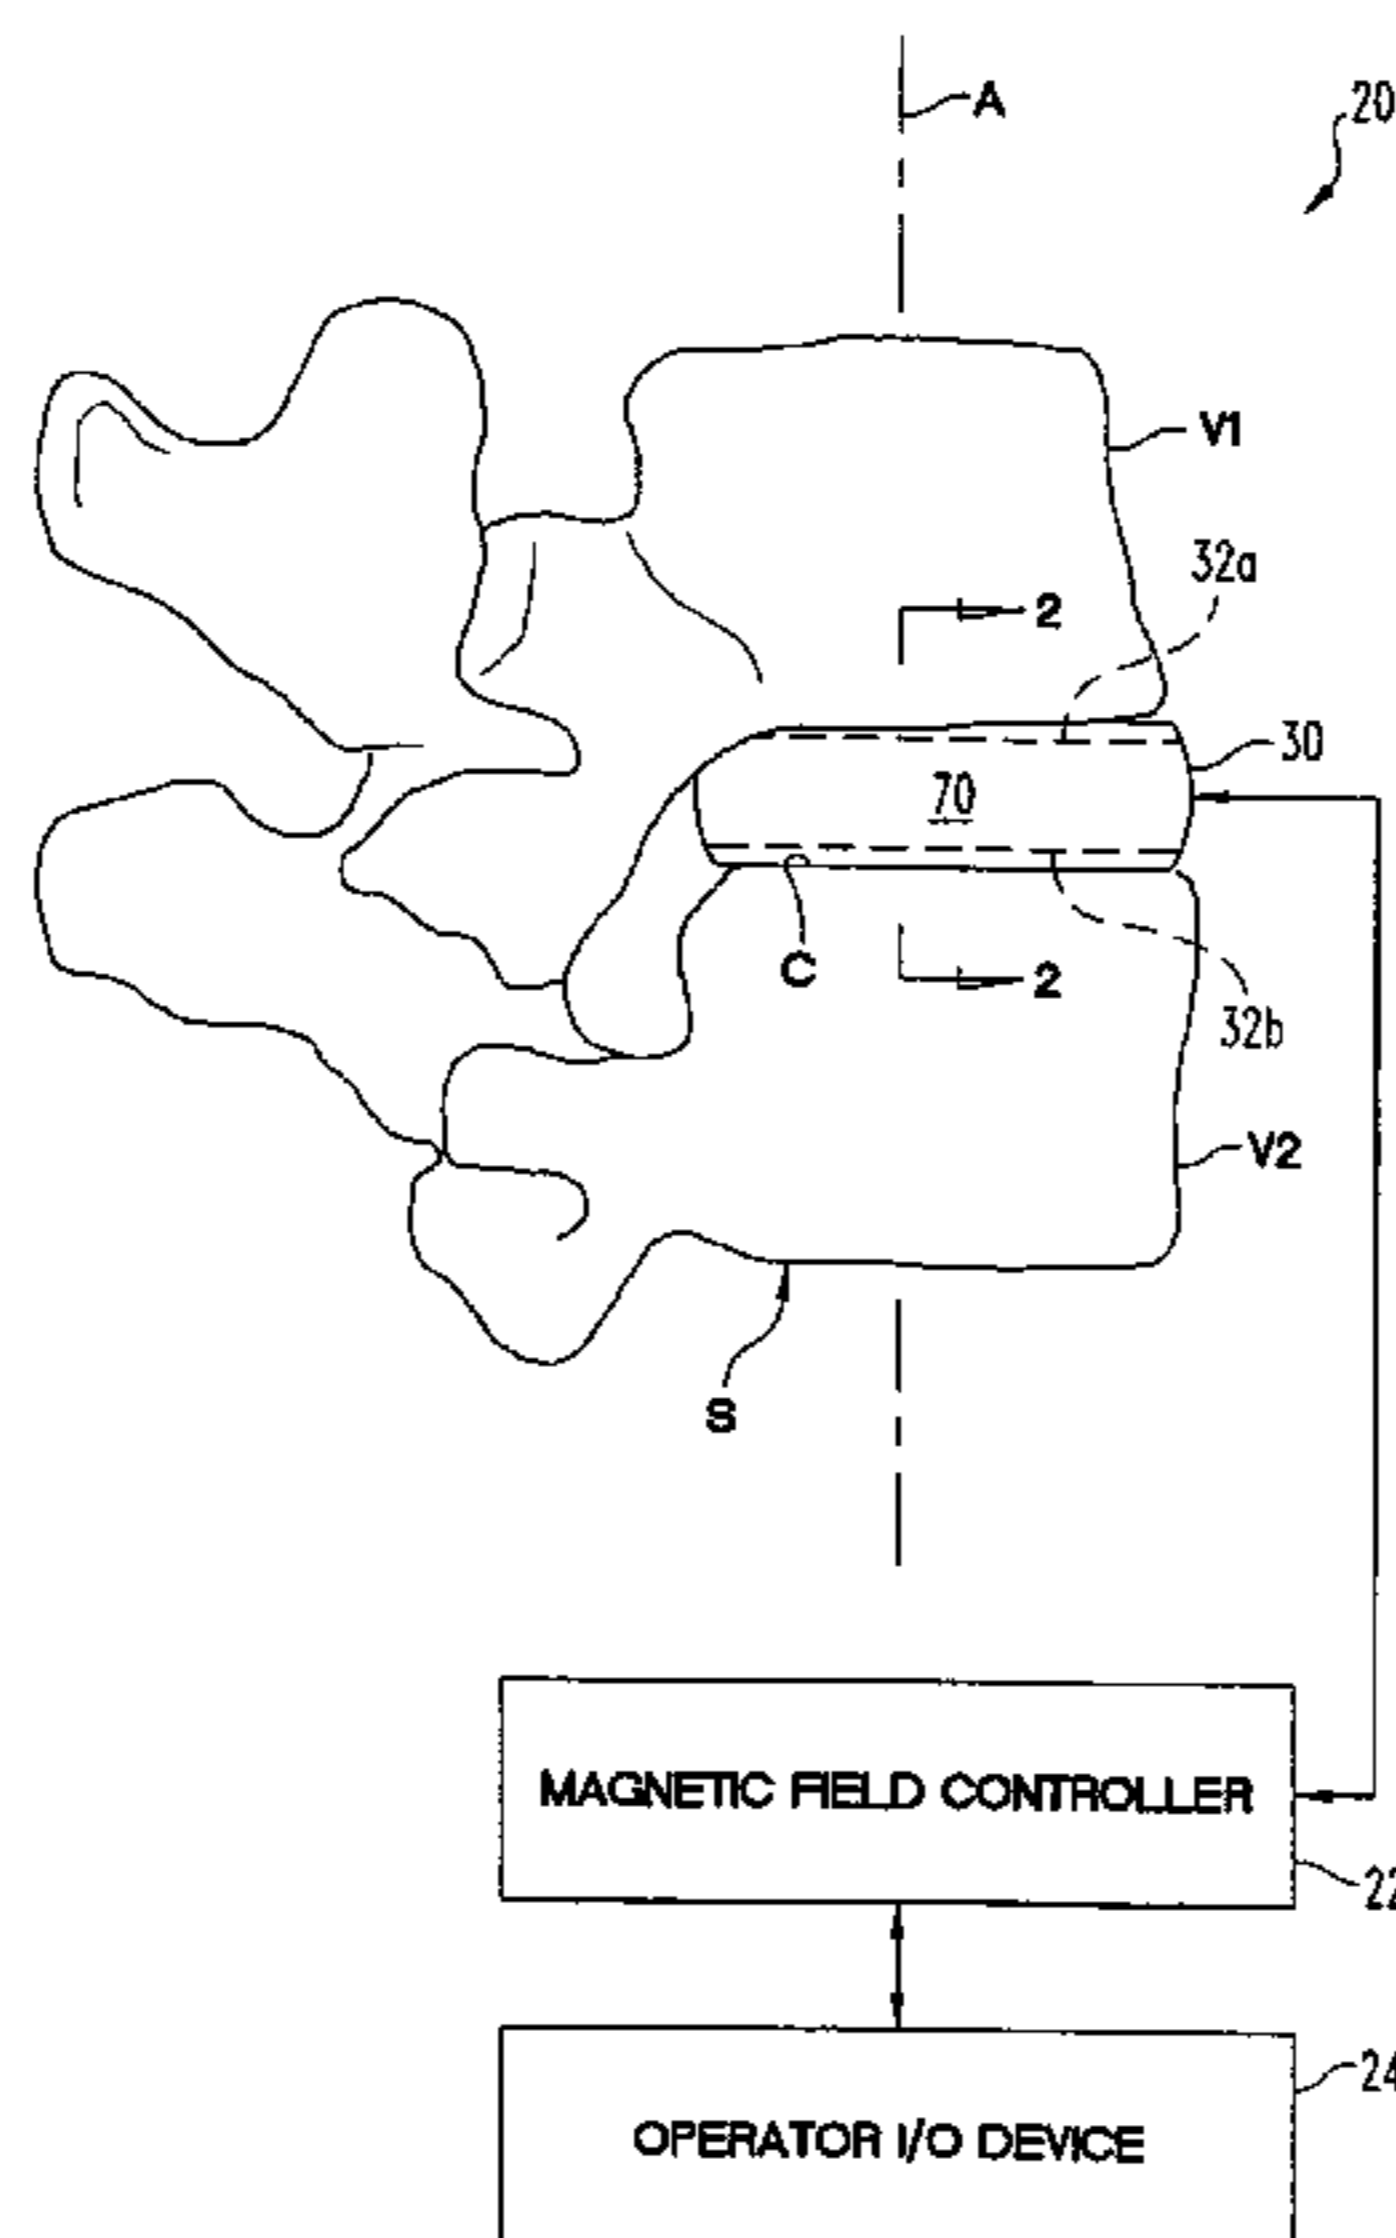 A
20
V1
32a
2
30
70
C
2
32b
V2
S
MAGNETIC FIELD CONTROLLER
22
24
OPERATOR I/O DEVICE